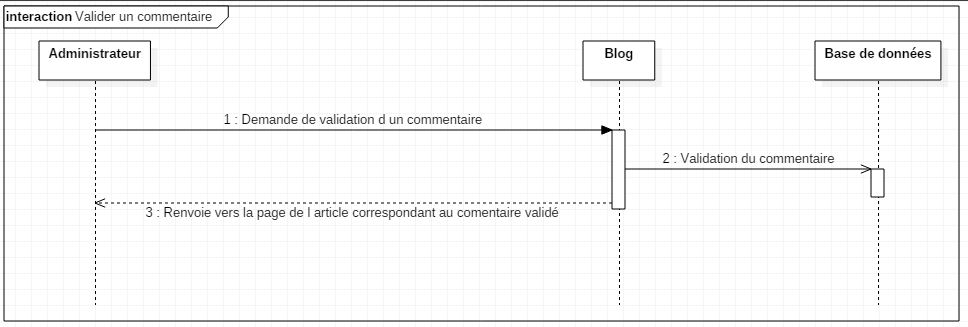 interaction Valider un commentaire
Administrateur
Blog
Base de données
1 : Demande de validation d un commentaire
2 : Validation du commentaire
3 : Renvoie vers la page de l article correspondant au comentaire validé